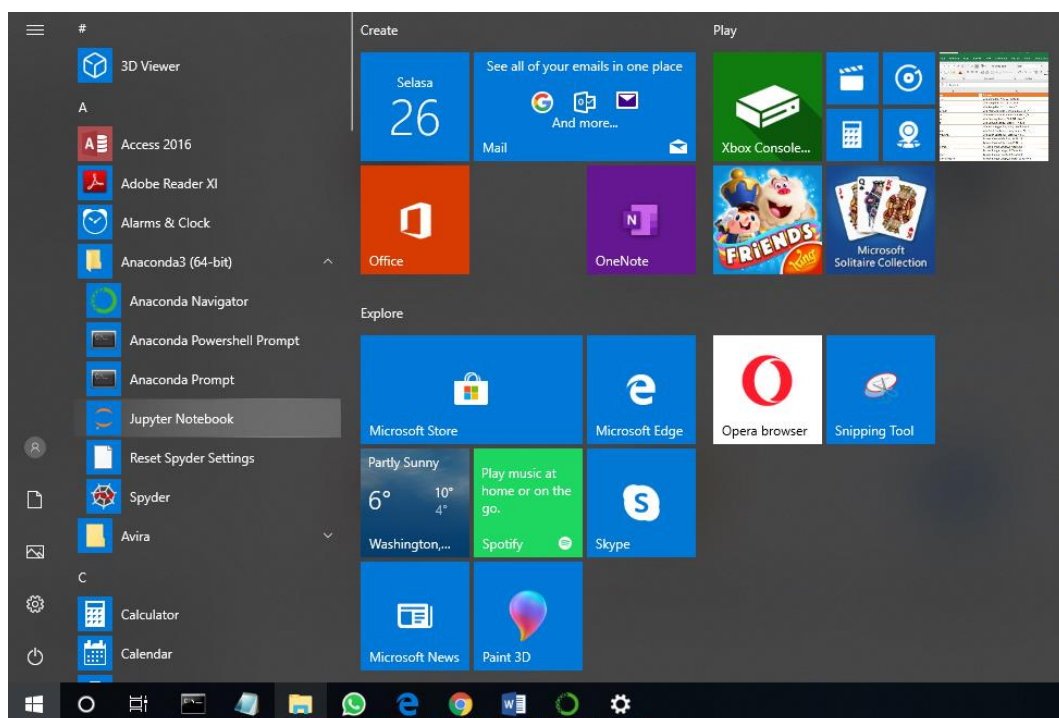 #
3D Viewer
A
Access 2016
Adobe Reader XI
Alarms & Clock
Anaconda3 (64-bit)
Anaconda Navigator
Anaconda Powershell Prompt
Anaconda Prompt
Jupyter Notebook
Reset Spyder Settings
Spyder
Avira
C
Calculator
Calendar
Create
Selasa
26
See all of your emails in one place
And more...
Mail
Office
OneNote
Play
Xbox Console...
FRIENDS
King
Microsoft
Solitaire Collection
Explore
Microsoft Store
Microsoft Edge
Opera browser
Snipping Tool
Partly Sunny
6° 10°
4°
Washington,...
Play music at
home or on the
go.
Spotify
Skype
Microsoft News
Paint 3D